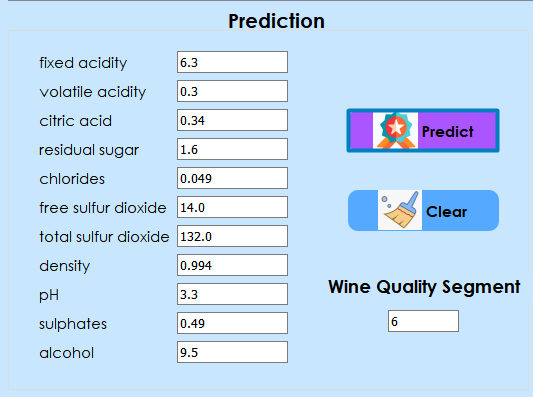 Prediction
fixed acidity 6.3
volatile acidity 0.3
citric acid 0.34
residual sugar 1.6
chlorides 0.049
free sulfur dioxide 14.0
total sulfur dioxide 132.0
density 0.994
pH 3.3
sulphates 0.49
alcohol 9.5
Predict
Clear
Wine Quality Segment
6